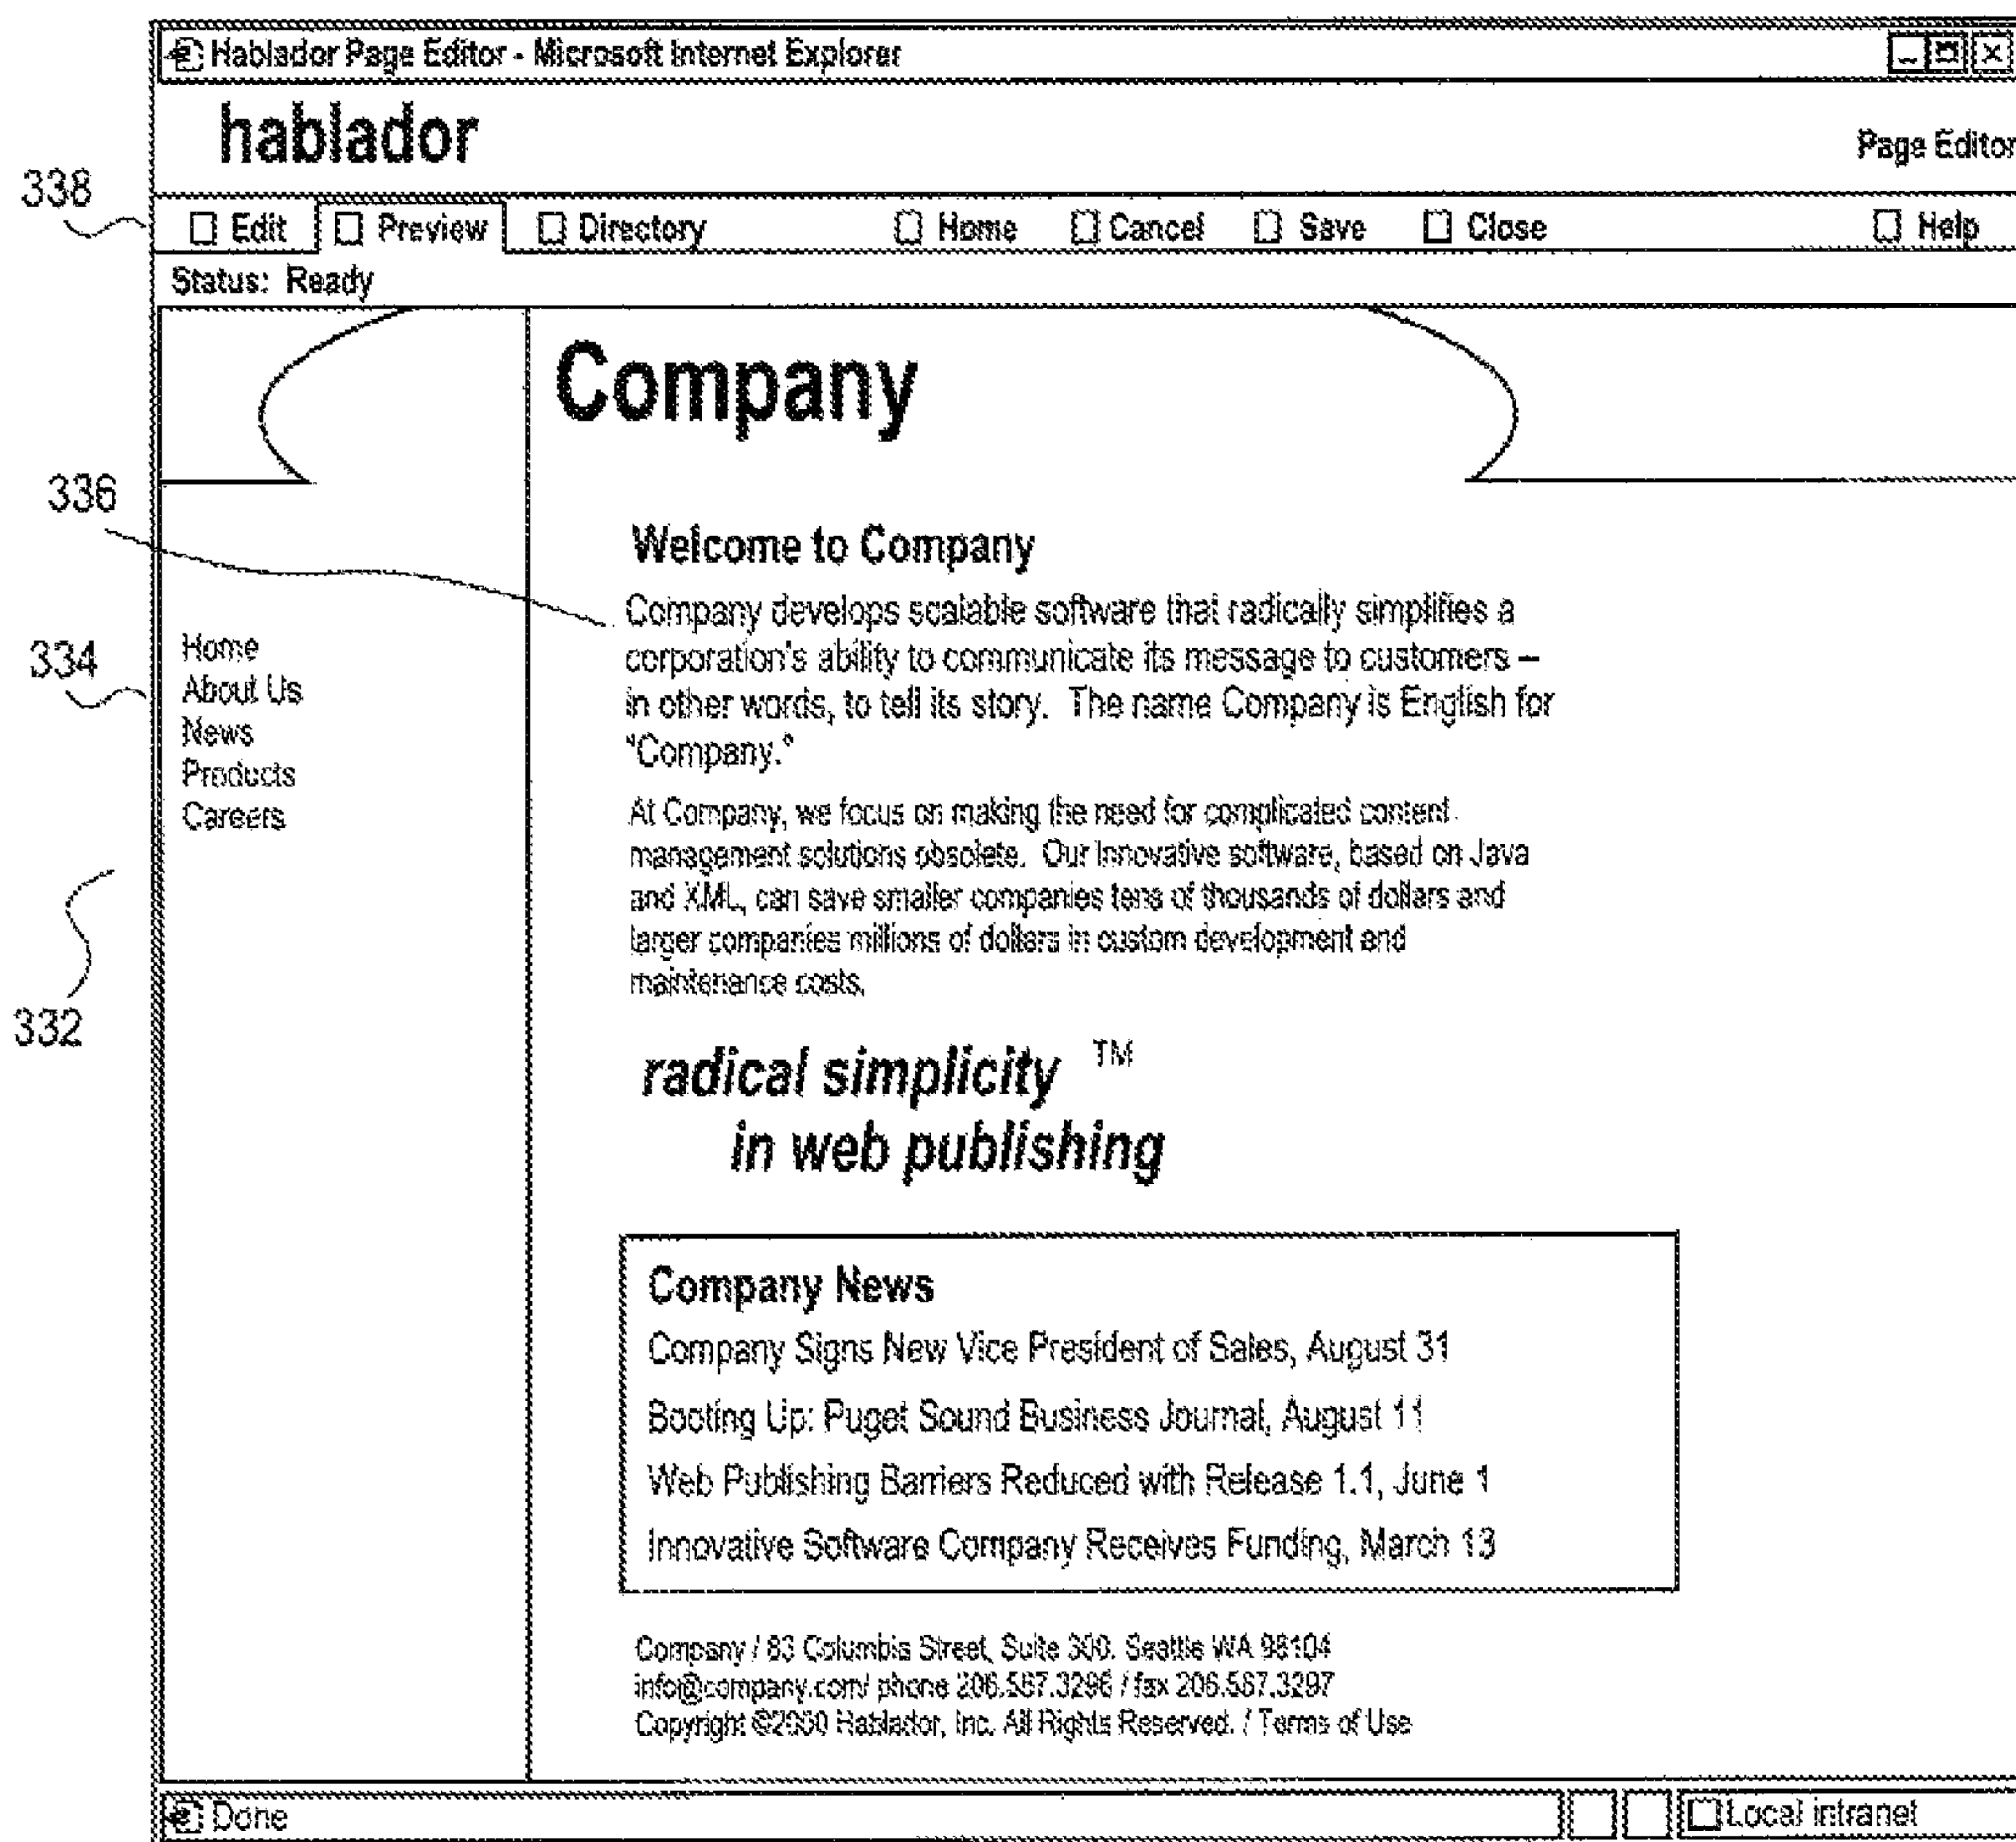 Hablador Page Editor - Microsoft Internet Explorer
hablador
Page Editor
338
Edit Preview Directory Home Cancel Save Close Help
Status: Ready
Company
336
Welcome to Company
Company develops scalable software that radically simplifies a
corporation's ability to communicate its message to customers –
in other words, to tell its story. The name Company is English for
"Company."
334
Home
About Us
News
Products
Careers
At Company, we focus on making the need for complicated content
management solutions obsolete. Our innovative software, based on Java
and XML, can save smaller companies tens of thousands of dollars and
larger companies millions of dollars in custom development and
maintenance costs.
332
radical simplicity TM
in web publishing
Company News
Company Signs New Vice President of Sales, August 31
Booting Up: Puget Sound Business Journal, August 11
Web Publishing Barriers Reduced with Release 1.1, June 1
Innovative Software Company Receives Funding, March 13
Company / 83 Columbia Street, Suite 300. Seattle WA 98104
info@company.com/ phone 206.587.3296 / fax 206.587.3297
Copyright ©2000 Hablador, Inc. All Rights Reserved. / Terms of Use
Done
Local intranet